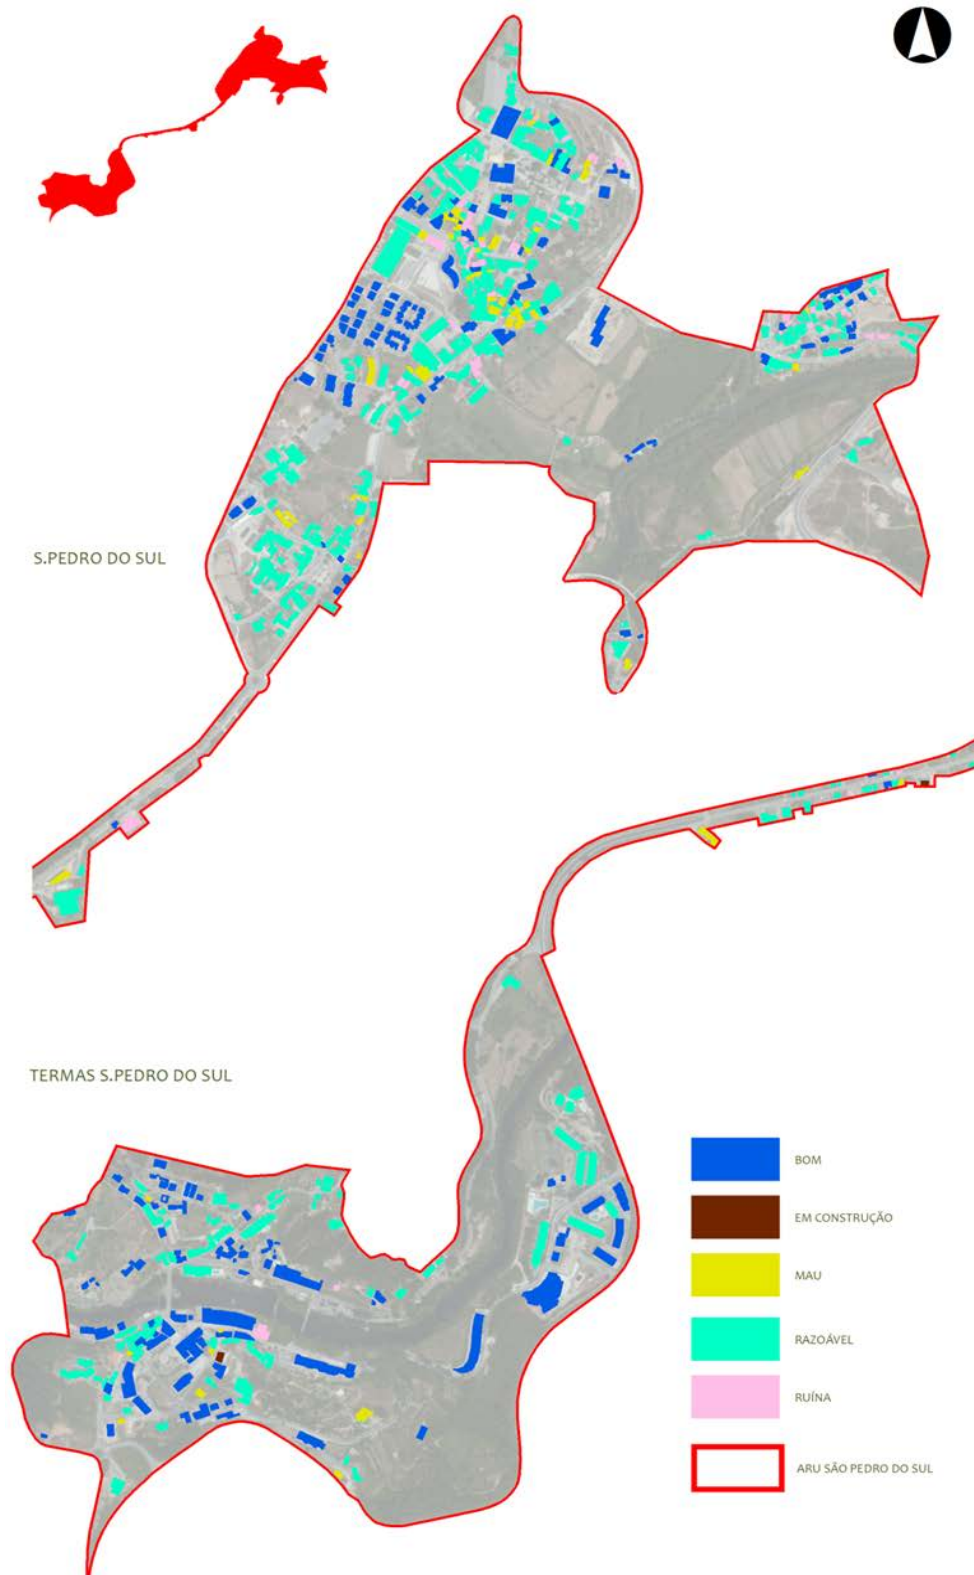 S.PEDRO DO SUL
TERMAS S.PEDRO DO SUL
BOM
EM CONSTRUÇÃO
MAU
RAZOÁVEL
RUÍNA
ARU SÃO PEDRO DO SUL